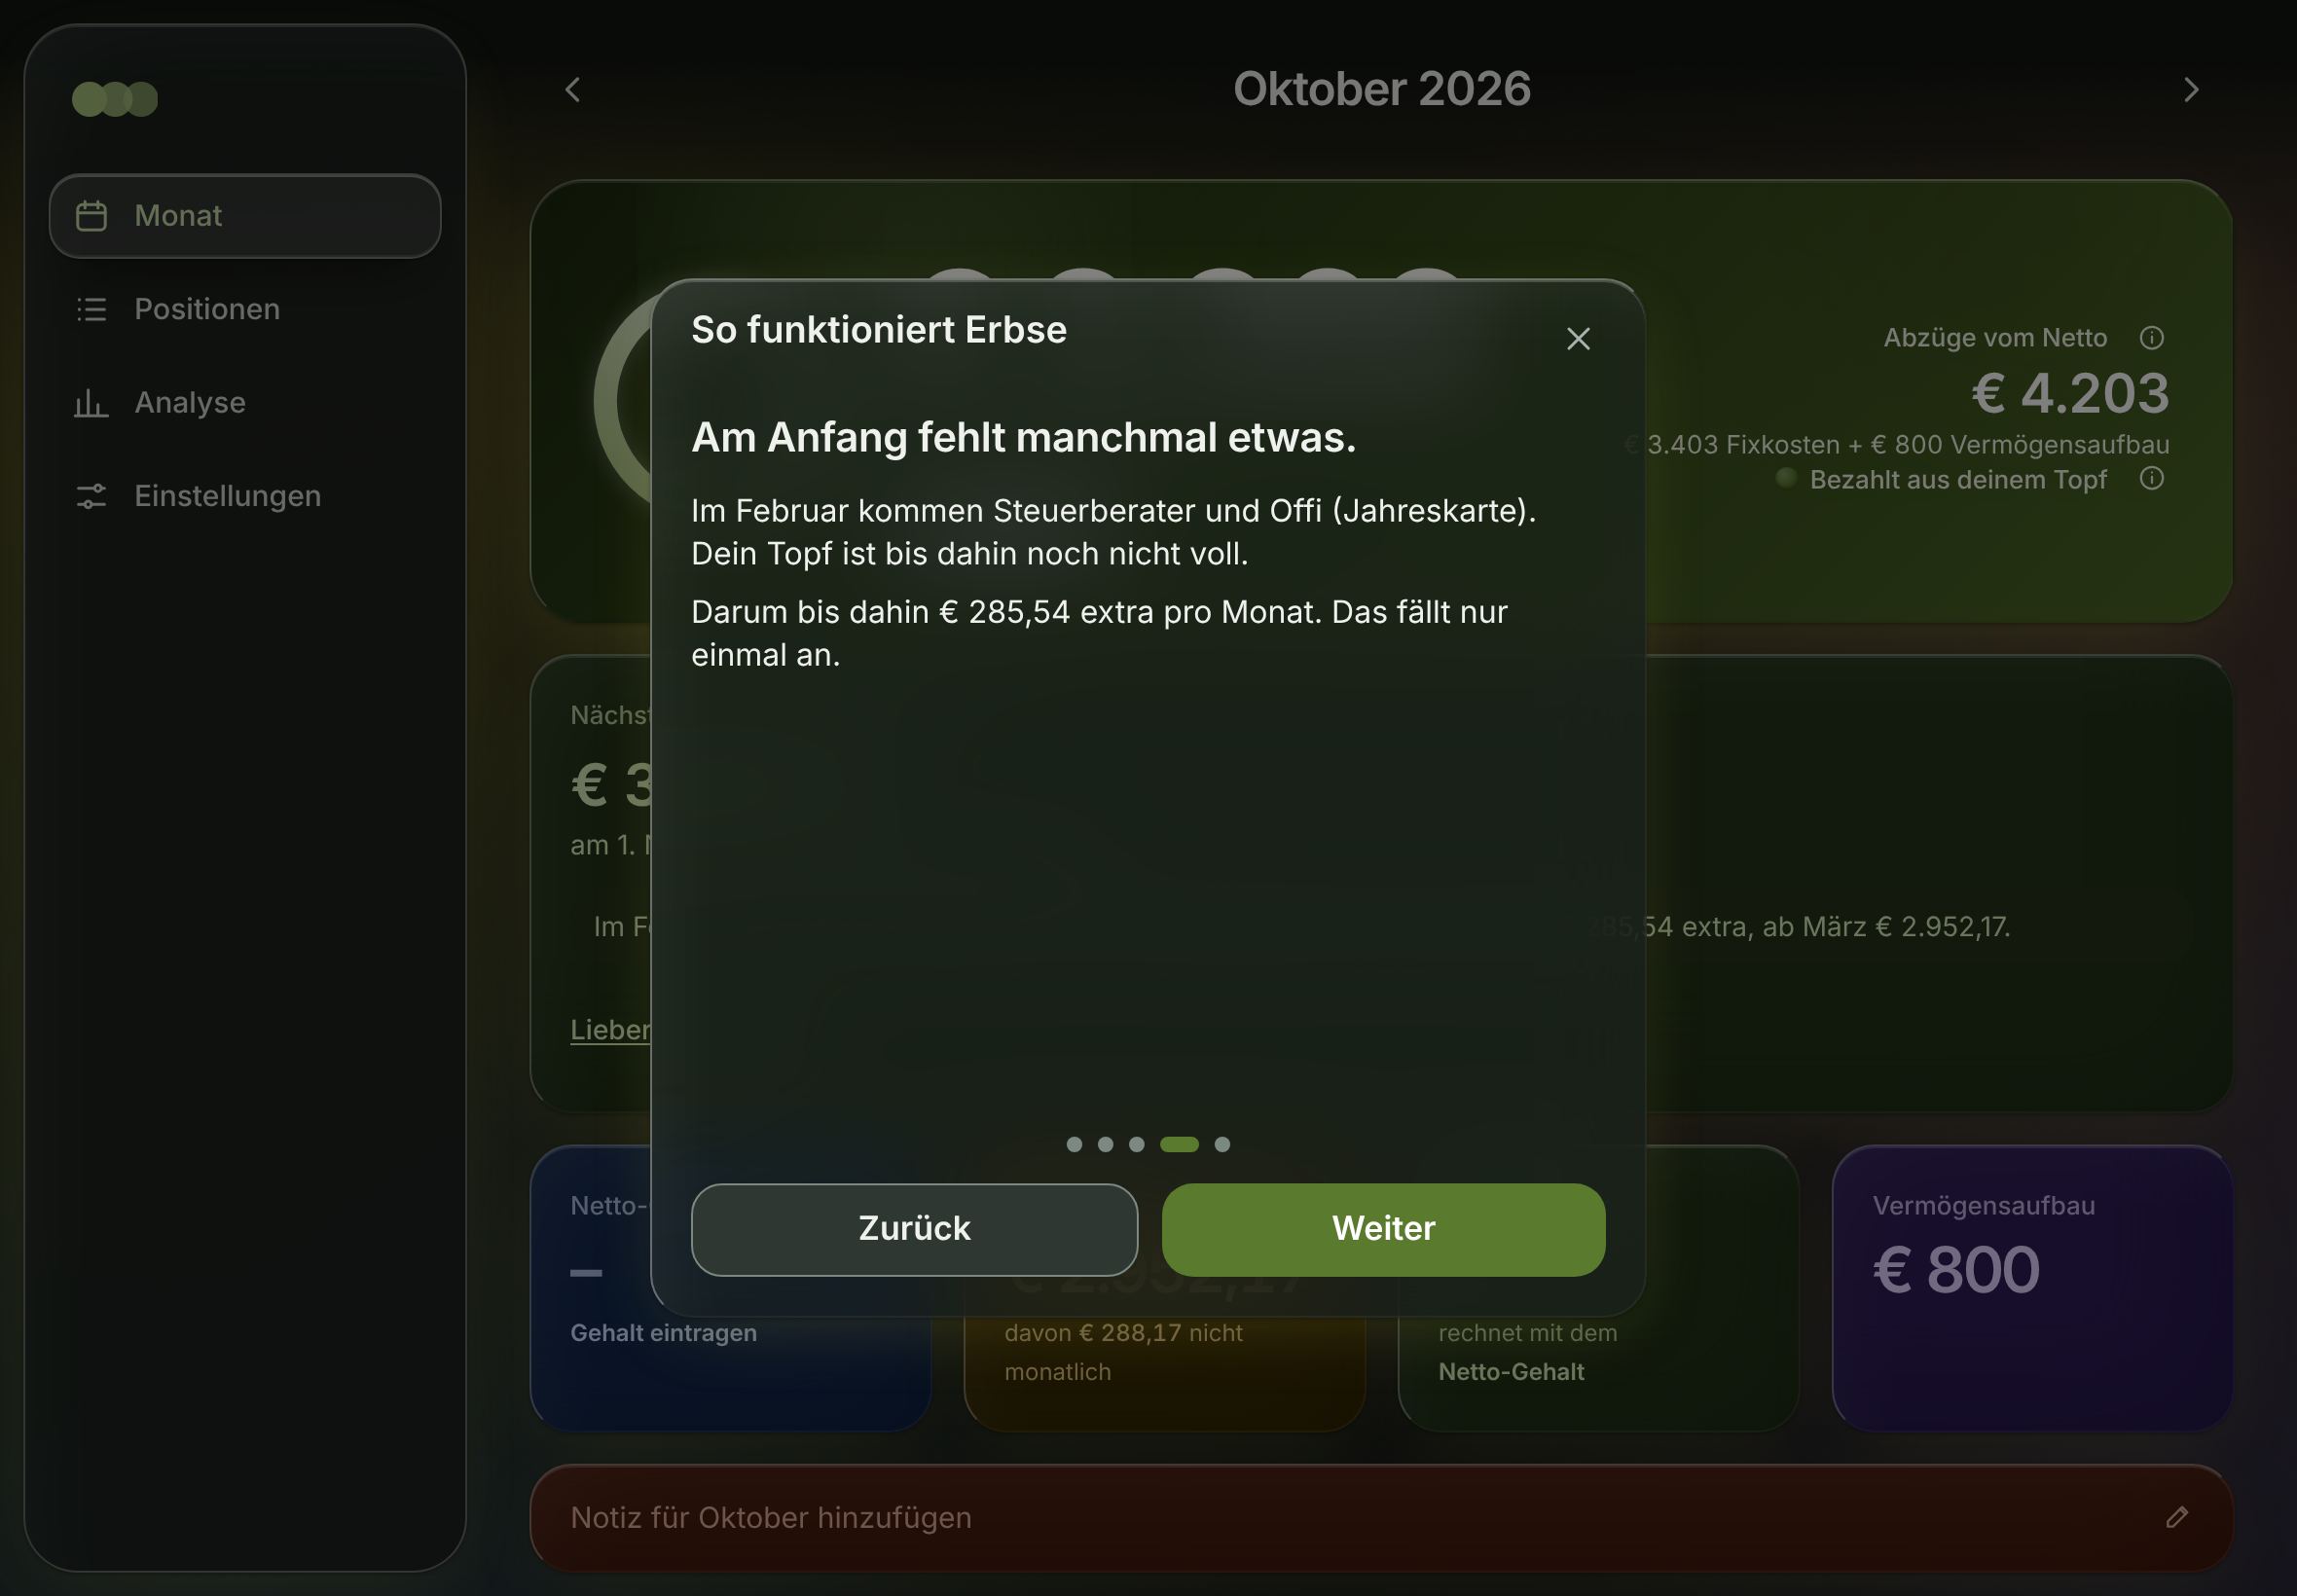 Oktober 2026
Monat
Positionen
Analyse
Einstellungen
So funktioniert Erbse
Am Anfang fehlt manchmal etwas.
Im Februar kommen Steuerberater und Offi (Jahreskarte).
Dein Topf ist bis dahin noch nicht voll.
Darum bis dahin € 285,54 extra pro Monat. Das fällt nur
einmal an.
Zurück
Weiter
Abzüge vom Netto
€ 4.203
€ 3.403 Fixkosten + € 800 Vermögensaufbau
Bezahlt aus deinem Topf
€ 3
am 1.
Im
285,54 extra, ab März € 2.952,17.
Lieber
Netto-
–
Gehalt eintragen
€ 2.952,17
davon € 288,17 nicht
monatlich
rechnet mit dem
Netto-Gehalt
Vermögensaufbau
€ 800
Notiz für Oktober hinzufügen